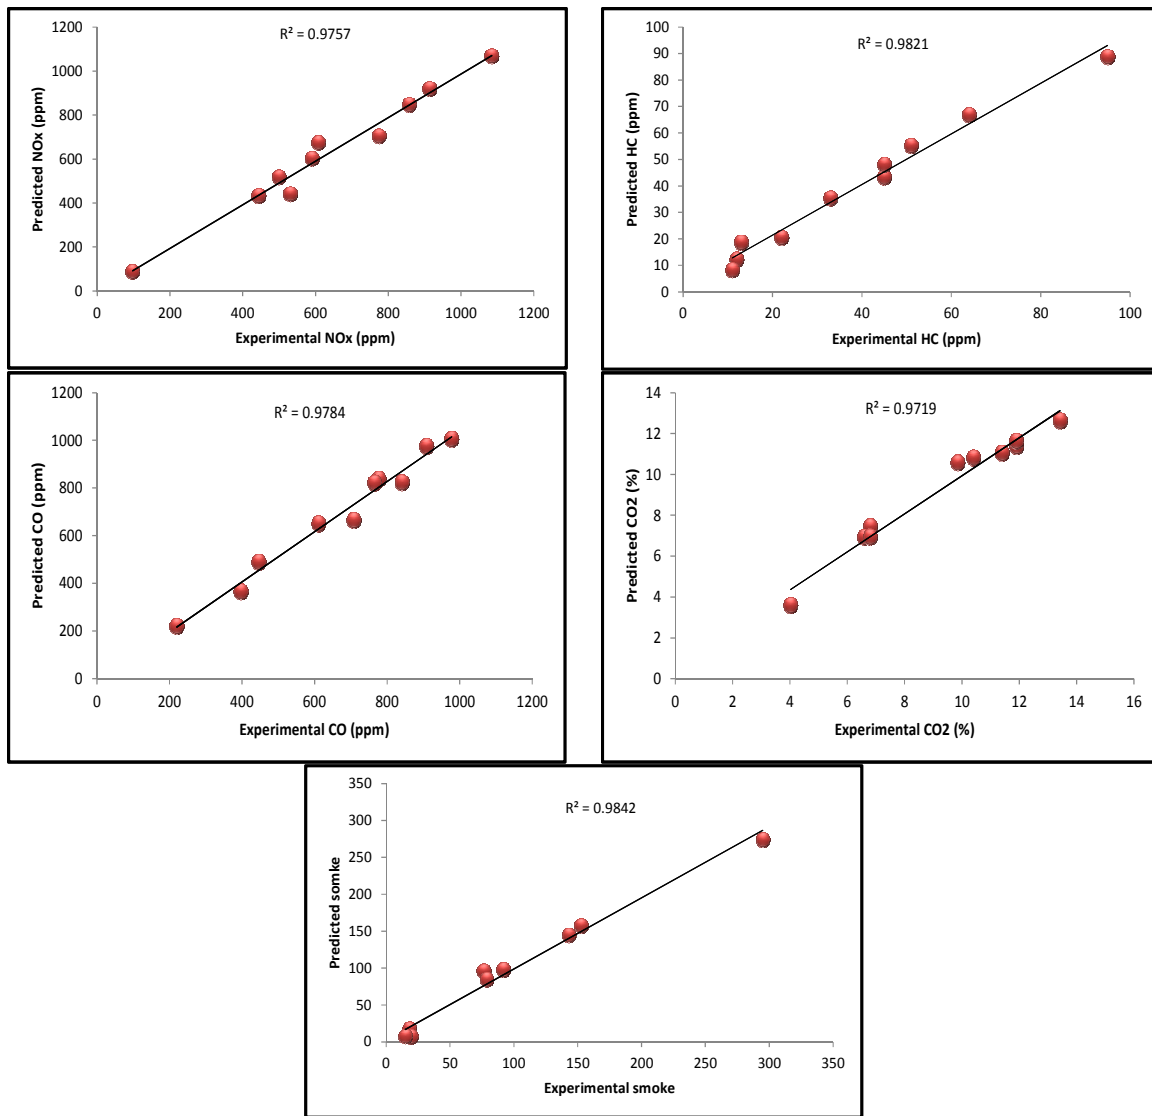 R² = 0.9757
1200
1000
800
600
400
200
0
Predicted NOx (ppm)
0 200 400 600 800 1000 1200
Experimental NOx (ppm)
R² = 0.9821
100
90
80
70
60
50
40
30
20
10
0
Predicted HC (ppm)
0 20 40 60 80 100
Experimental HC (ppm)
R² = 0.9784
1200
1000
800
600
400
200
0
Predicted CO (ppm)
0 200 400 600 800 1000 1200
Experimental CO (ppm)
R² = 0.9719
14
12
10
8
6
4
2
0
Predicted CO2 (%)
0 2 4 6 8 10 12 14 16
Experimental CO2 (%)
R² = 0.9842
350
300
250
200
150
100
50
0
Predicted somke
0 50 100 150 200 250 300 350
Experimental smoke